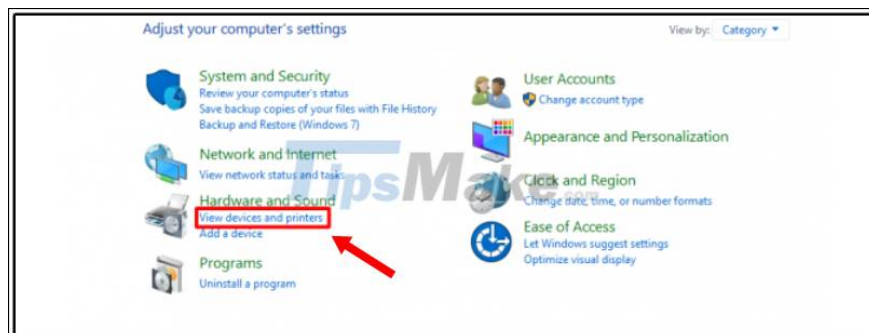 Adjust your computer's settings
View by: Category
System and Security
Review your computer's status
Save backup copies of your files with File History
Backup and Restore (Windows 7)
Network and Internet
View network status and tasks
Hardware and Sound
View devices and printers
Add a device
Programs
Uninstall a program
User Accounts
Change account type
Appearance and Personalization
Clock and Region
Change date, time, or number formats
Ease of Access
Let Windows suggest settings
Optimize visual display
TipsMake.com